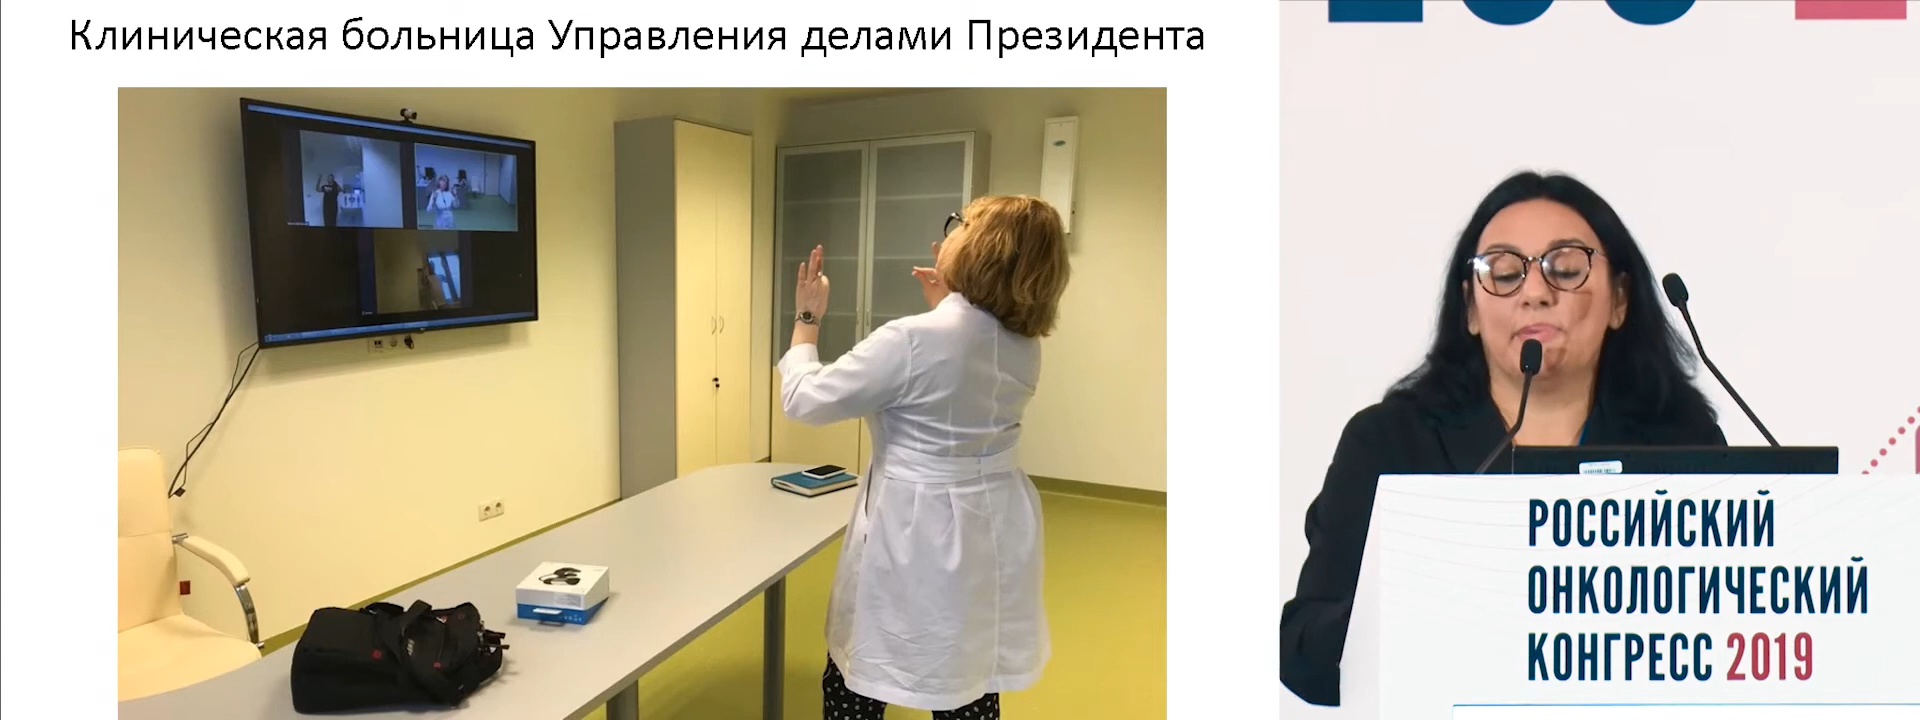 Клиническая больница Управления делами Президента
РОССИЙСКИЙ
ОНКОЛОГИЧЕСКИЙ
КОНГРЕСС 2019